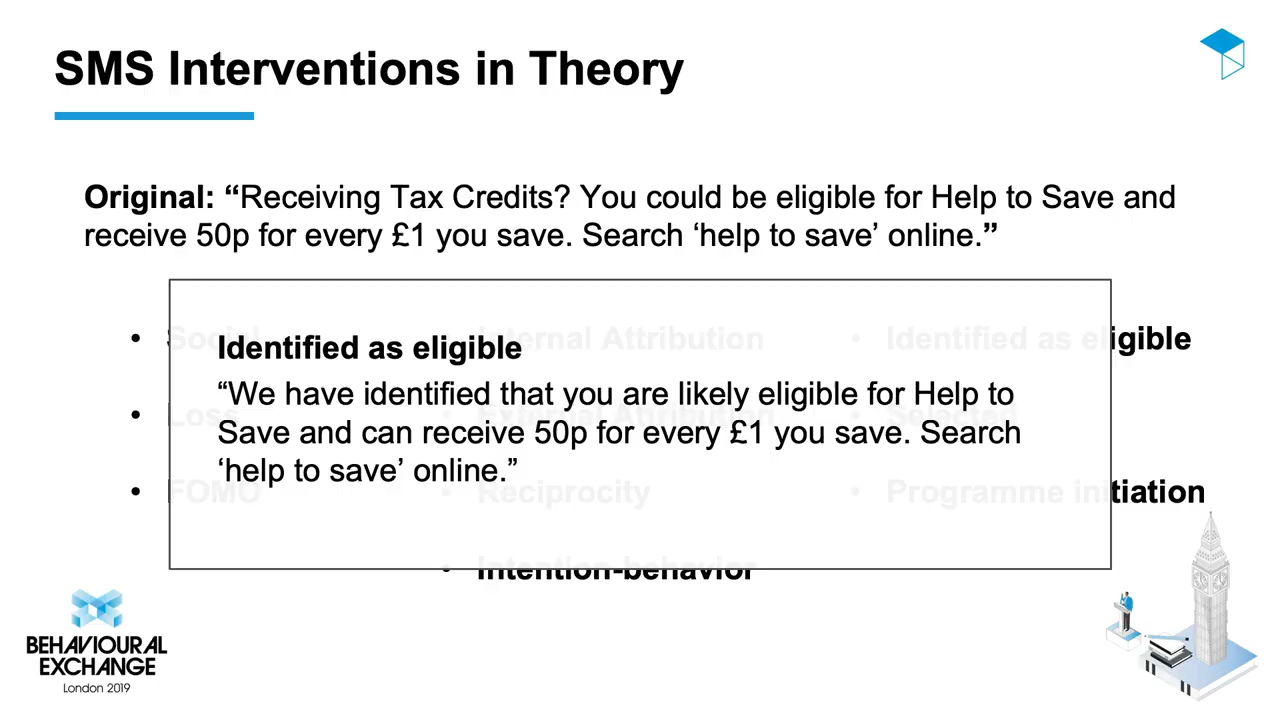 SMS Interventions in Theory
Original: “Receiving Tax Credits? You could be eligible for Help to Save and
receive 50p for every £1 you save. Search ‘help to save’ online.”
• Social
• Internal Attribution
• Identified as eligible
Identified as eligible
“We have identified that you are likely eligible for Help to
• Loss
• External Attribution
• Selected
Save and can receive 50p for every £1 you save. Search
‘help to save’ online.”
• FOMO
• Reciprocity
• Programme initiation
• Intention-behavior
BEHAVIOURAL
EXCHANGE
London 2019